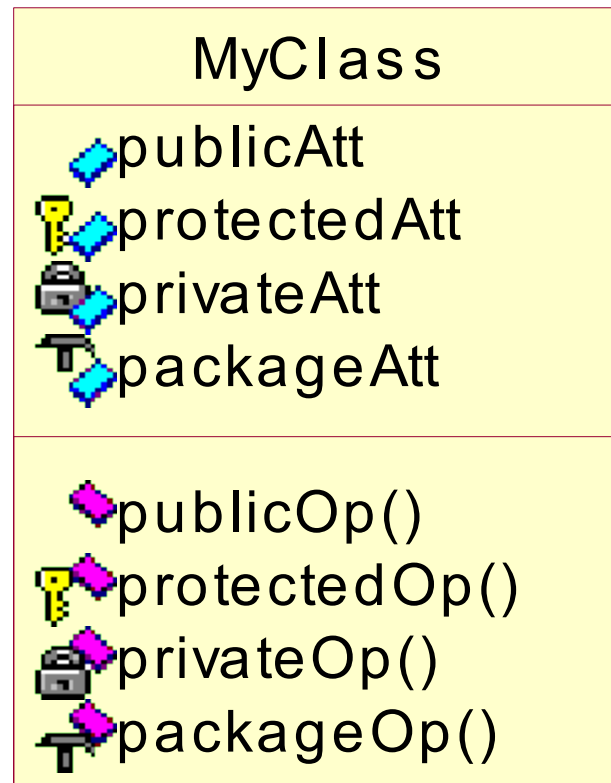 MyClass
publicAtt
protectedAtt
privateAtt
packageAtt
publicOp()
protectedOp()
privateOp()
packageOp()